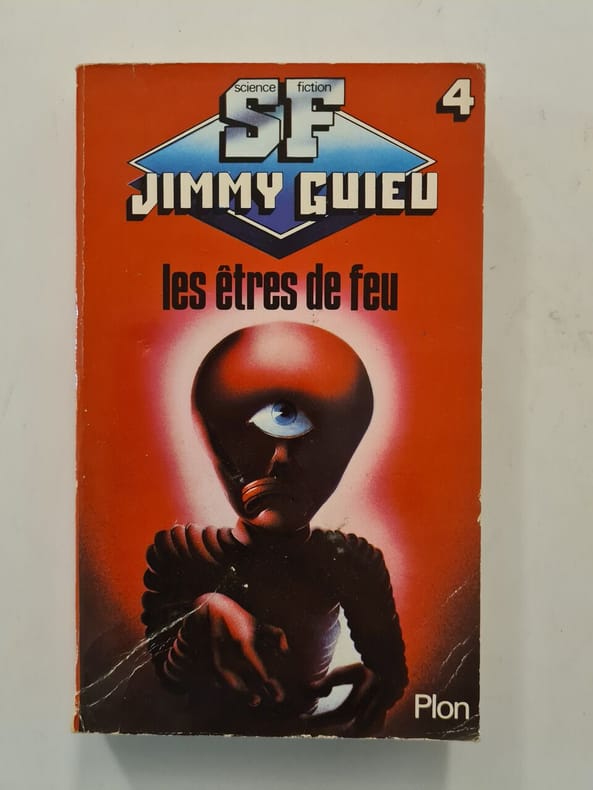 science fiction
SF
4
JIMMY GUIEU
les êtres de feu
Plon